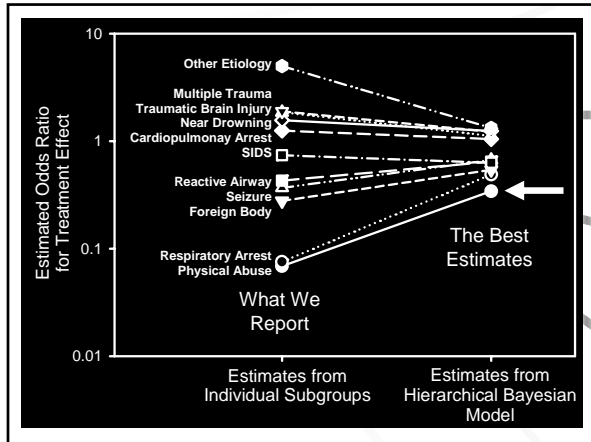 10
1
0.1
0.01
Estimated Odds Ratio
for Treatment Effect
Other Etiology
Multiple Trauma
Traumatic Brain Injury
Near Drowning
Cardiopulmonay Arrest
SIDS
Reactive Airway
Seizure
Foreign Body
Respiratory Arrest
Physical Abuse
What We
Report
The Best
Estimates
Estimates from
Individual Subgroups
Estimates from
Hierarchical Bayesian
Model